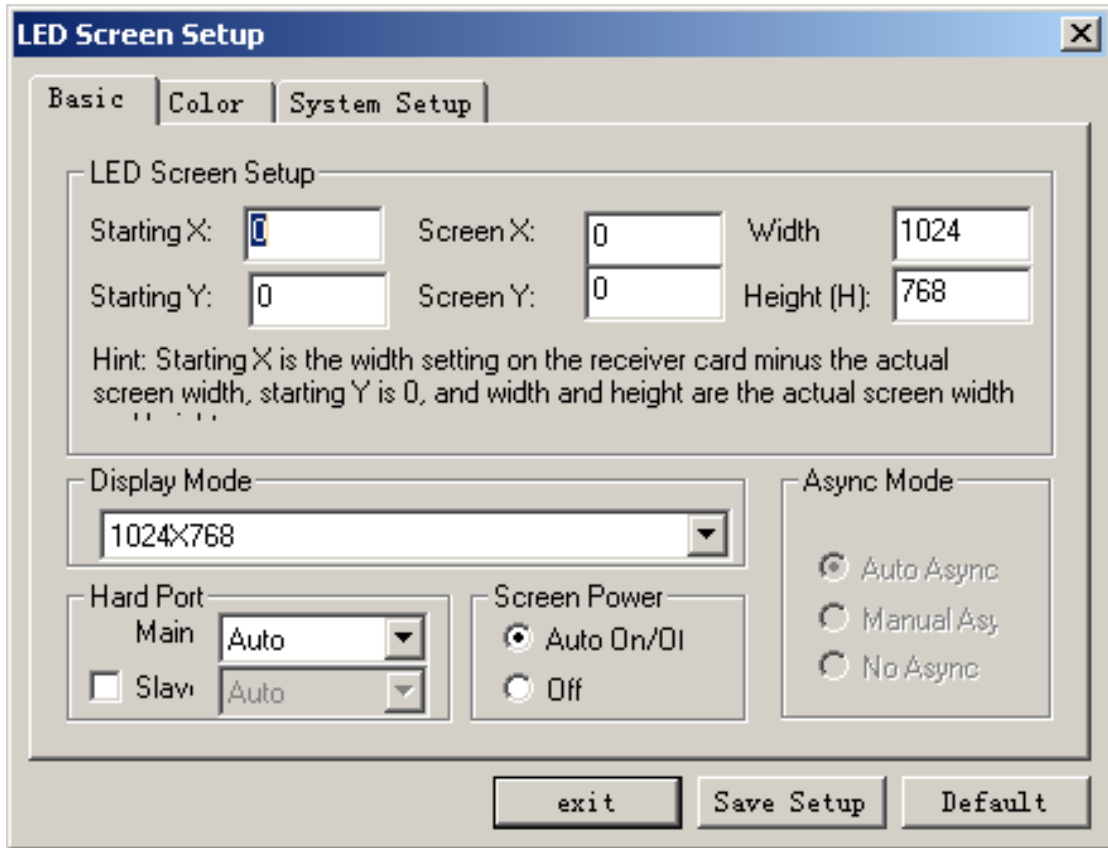 LED Screen Setup
Basic Color System Setup
LED Screen Setup
Starting X: 0 Screen X: 0 Width 1024
Starting Y: 0 Screen Y: 0 Height (H): 768
Hint: Starting X is the width setting on the receiver card minus the actual
screen width, starting Y is 0, and width and height are the actual screen width
Display Mode
1024X768
Async Mode
Auto Async
Manual Asy
No Async
Hard Port
Main Auto
Slav Auto
Screen Power
Auto On/Of
Off
exit Save Setup Default